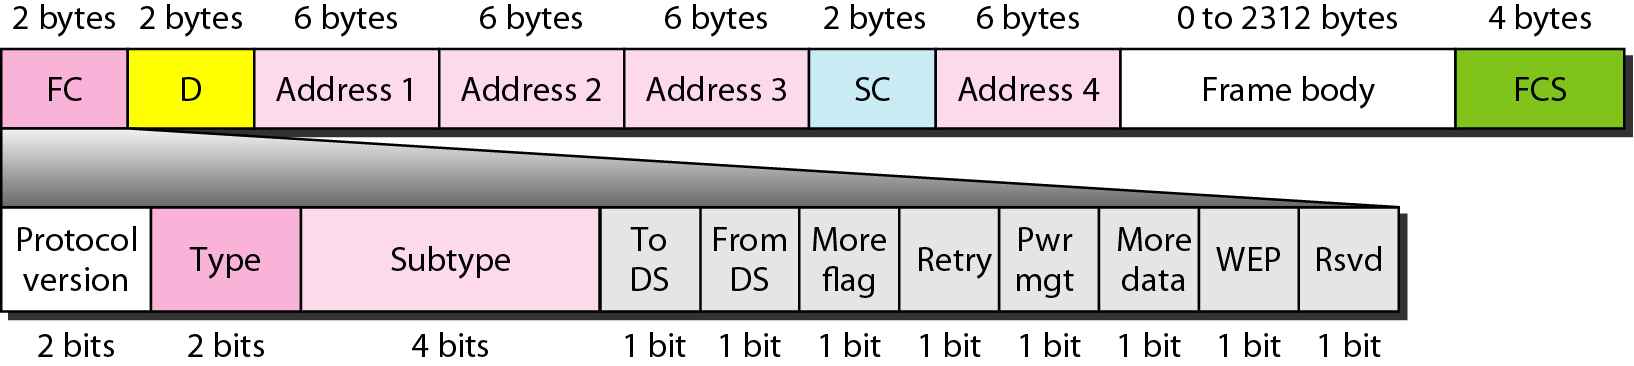 2 bytes 2 bytes 6 bytes 6 bytes 6 bytes 2 bytes 6 bytes 0 to 2312 bytes 4 bytes
FC D Address 1 Address 2 Address 3 SC Address 4 Frame body FCS
Protocol version Type Subtype To DS From DS More flag Retry Pwr mgt More data WEP Rsvd
2 bits 2 bits 4 bits 1 bit 1 bit 1 bit 1 bit 1 bit 1 bit 1 bit 1 bit